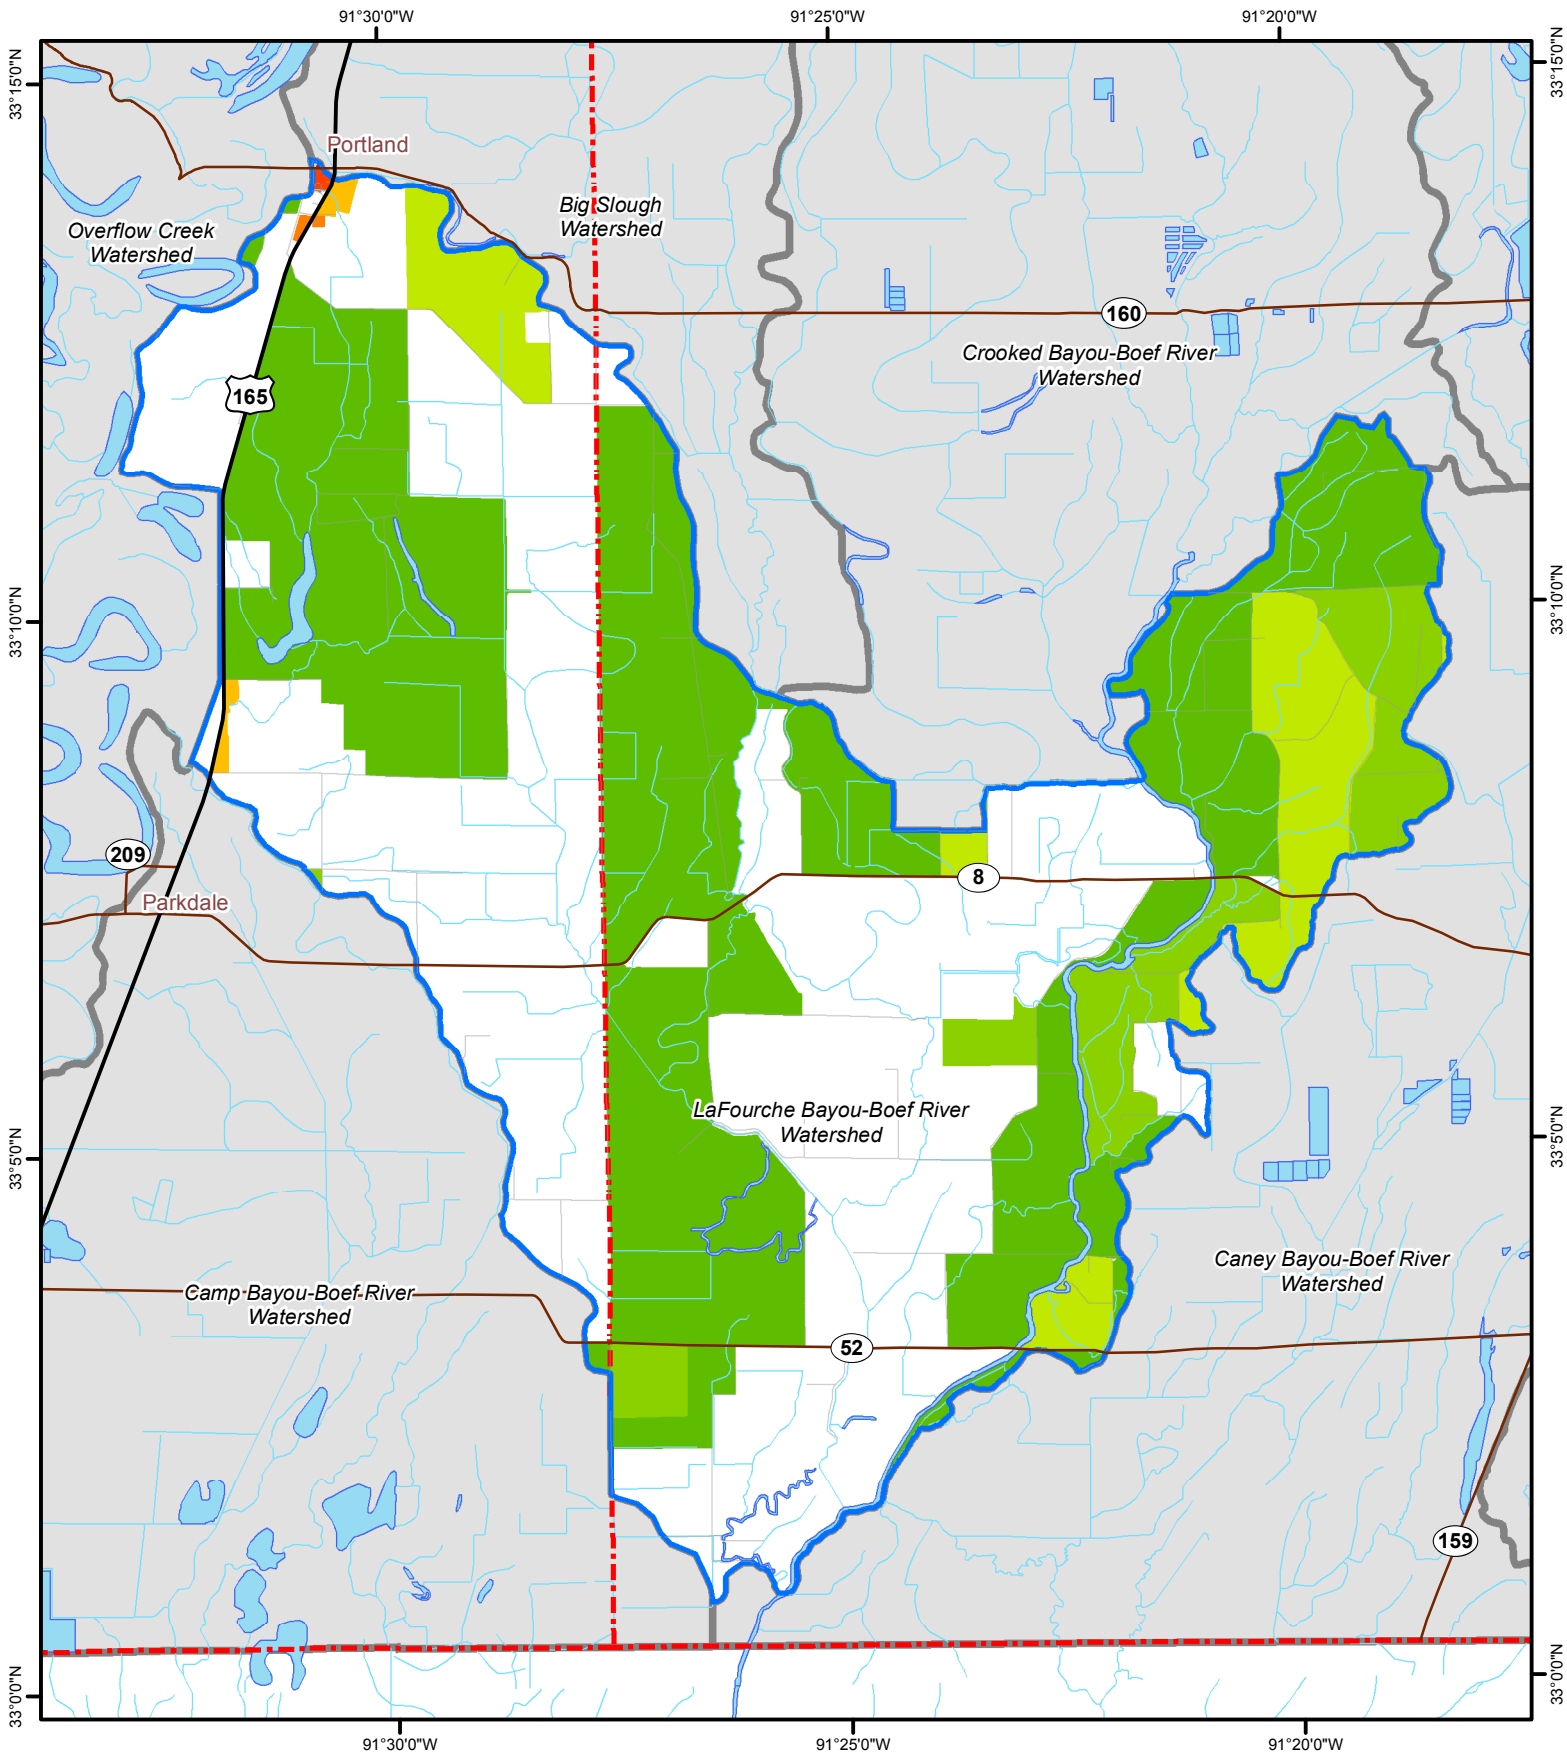 91°30'0"W
91°25'0"W
91°20'0"W
33°15'0"N
33°15'0"N
Portland
Big Slough
Watershed
Overflow Creek
Watershed
160
Crooked Bayou-Boef River
Watershed
165
33°10'0"N
33°10'0"N
209
8
Parkdale
LaFourche Bayou-Boef River
Watershed
33°5'0"N
33°5'0"N
Caney Bayou-Boef River
Watershed
Camp Bayou-Boef River
Watershed
52
159
33°0'0"N
33°0'0"N
91°30'0"W
91°25'0"W
91°20'0"W